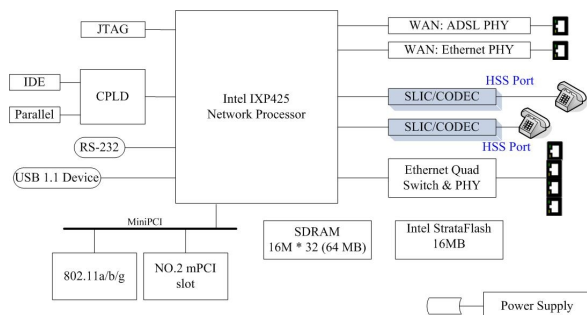 JTAG
WAN: ADSL PHY
WAN: Ethernet PHY
IDE
CPLD
Parallel
Intel IXP425
Network Processor
HSS Port
SLIC/CODEC
SLIC/CODEC
HSS Port
RS-232
USB 1.1 Device
Ethernet Quad
Switch & PHY
MiniPCI
SDRAM
16M * 32 (64 MB)
Intel StrataFlash
16MB
802.11a/b/g
NO.2 mPCI
slot
Power Supply